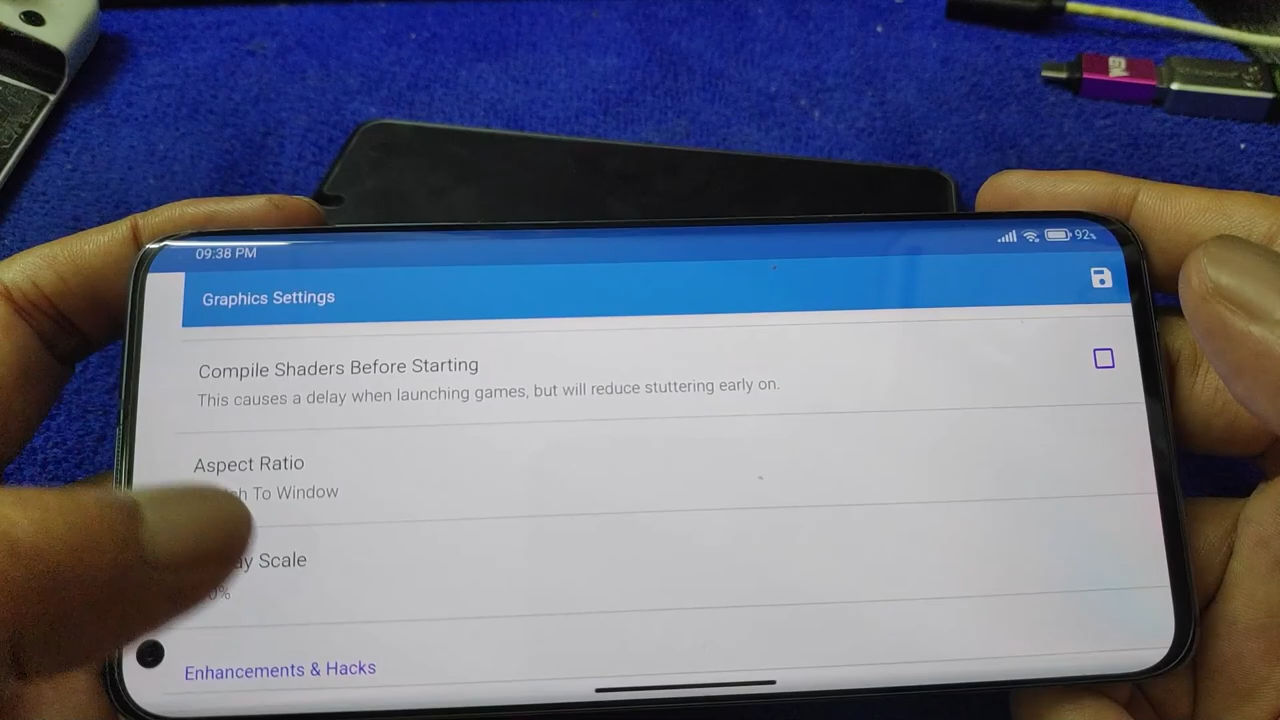 09:38 PM
92%
Graphics Settings
Compile Shaders Before Starting
This causes a delay when launching games, but will reduce stuttering early on.
Aspect Ratio
To Window
Scale
Enhancements & Hacks